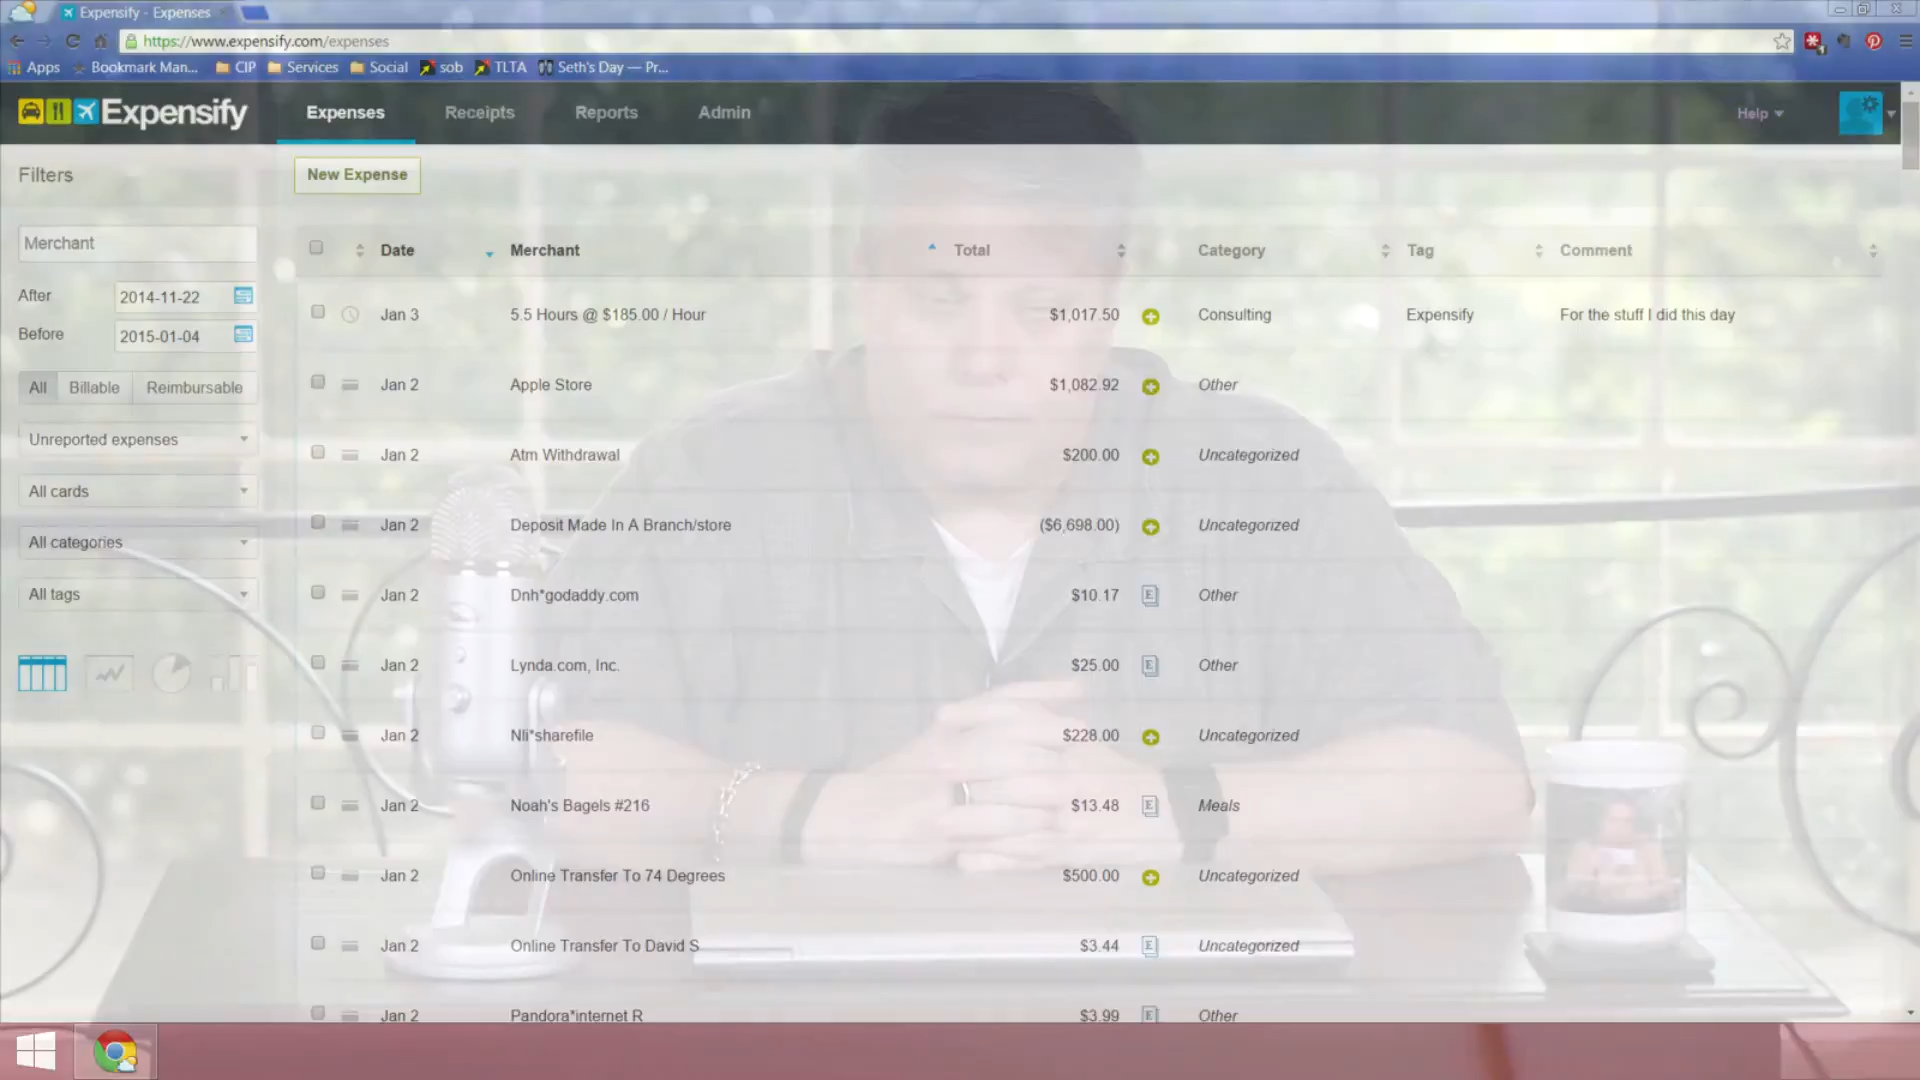 Expensify - Expenses
https://www.expensify.com/expenses
Apps Bookmark Man... CIP Services Social sob TLTA Seth's Day — Pr...
Expensify Expenses Receipts Reports Admin Help
Filters New Expense
Merchant
Date Merchant Total Category Tag Comment
After 2014-11-22
Before 2015-01-04
All Billable Reimbursable
Unreported expenses
All cards
All categories
All tags
Jan 3 5.5 Hours @ $185.00 / Hour $1,017.50 Consulting Expensify For the stuff I did this day
Jan 2 Apple Store $1,082.92 Other
Jan 2 Atm Withdrawal $200.00 Uncategorized
Jan 2 Deposit Made In A Branch/store ($6,698.00) Uncategorized
Jan 2 Dnh*godaddy.com $10.17 E Other
Jan 2 Lynda.com, Inc. $25.00 E Other
Jan 2 Nli*sharefile $228.00 Uncategorized
Jan 2 Noah's Bagels #216 $13.48 E Meals
Jan 2 Online Transfer To 74 Degrees $500.00 Uncategorized
Jan 2 Online Transfer To David S $3.44 E Uncategorized
Jan 2 Pandora*internet R $3.99 E Other